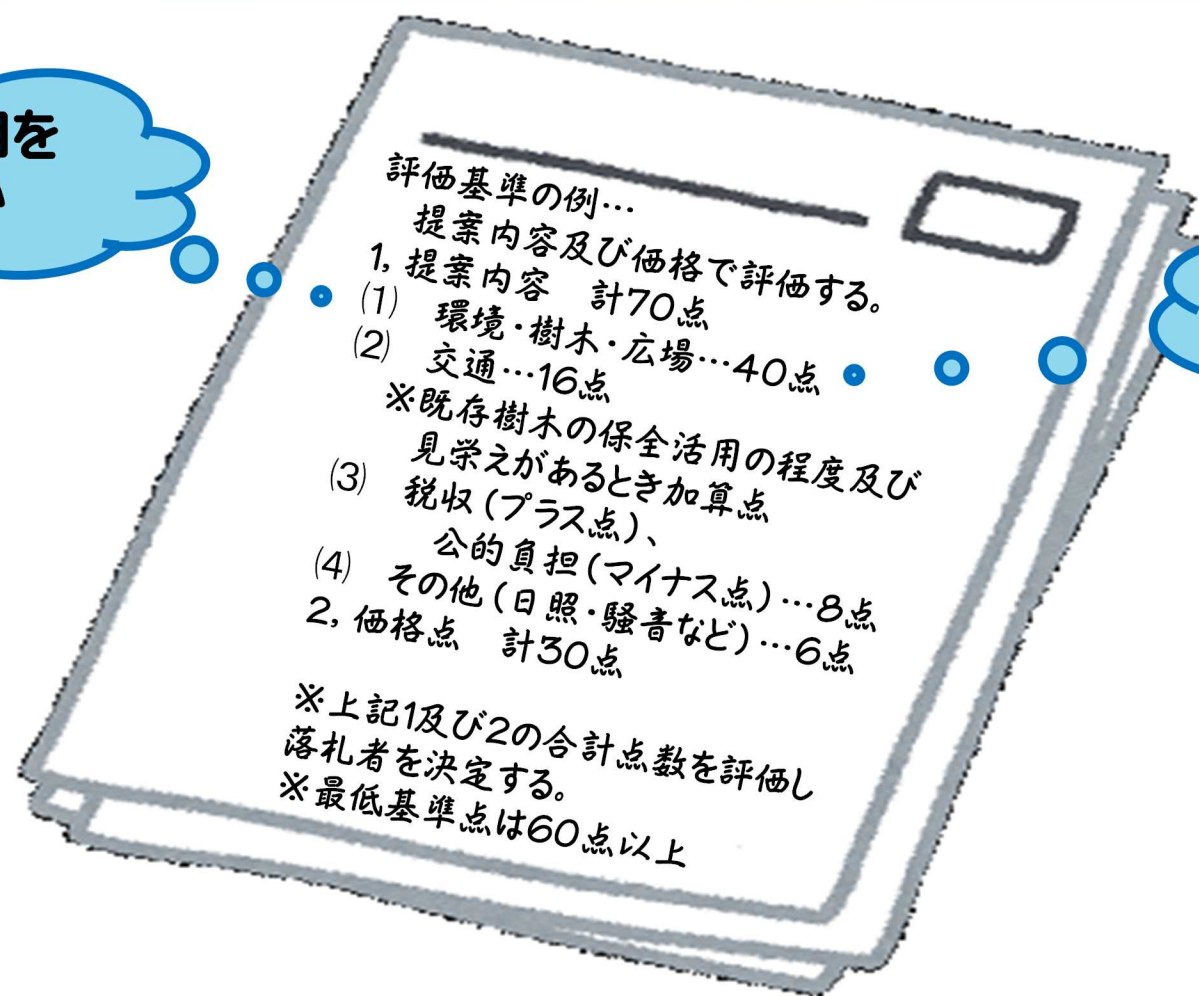 を
評価基準の例…
提案内容及び価格で評価する。
1, 提案内容　計70点
(1)　環境・樹木・広場…40点
(2)　交通…16点
※既存樹木の保全活用の程度及び
見栄えがあるとき加算点
(3)　税収(プラス点)、
公的負担(マイナス点)…8点
(4)　その他(日照・騒音など)…6点
2, 価格点　計30点
※上記1及び2の合計点数を評価し
落札者を決定する。
※最低基準点は60点以上